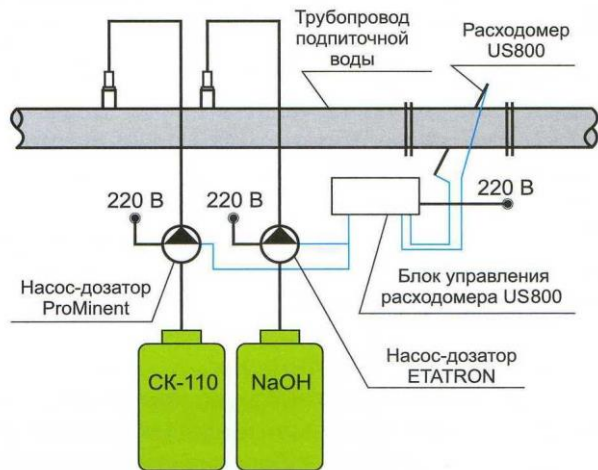 Трубопровод
подпиточной
воды
Расходомер
US800
220 В
220 В
220 В
Насос-дозатор
ProMinent
Блок управления
расходомера US800
СК-110
NaOH
Насос-дозатор
ETATRON